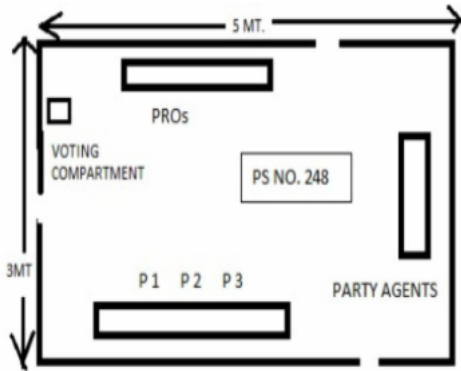 5 MT.
PROs
VOTING
COMPARTMENT
PS NO. 248
3MT
P 1 P 2 P 3
PARTY AGENTS